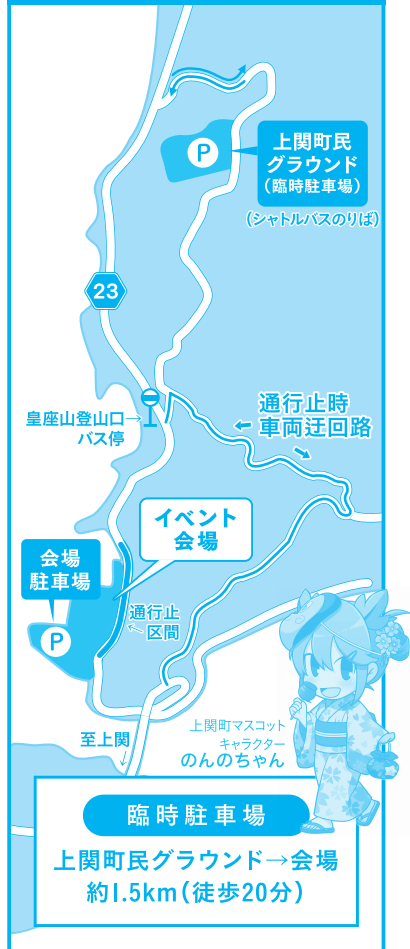 P
上関町民
グラウンド
(臨時駐車場)
(シャトルバスのりば)
23
皇座山登山口→
バス停
通行止時
← 車両迂回路
→
イベント
会場
会場
駐車場
P
通行止
←区間
至上関
↓
上関町マスコット
キャラクター
のんのちゃん
臨時駐車場
上関町民グラウンド→会場
約1.5km(徒歩20分)